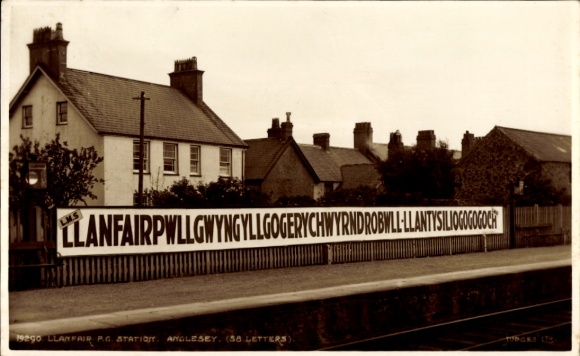 LMS
LLANFAIRPWLLGWYNGYLLGOGERYCHWYRNDROBWLL-LLANTYSILIOGOGOGOCH
19290 LLANFAIR P.G. STATION. ANGLESEY. (58 LETTERS).